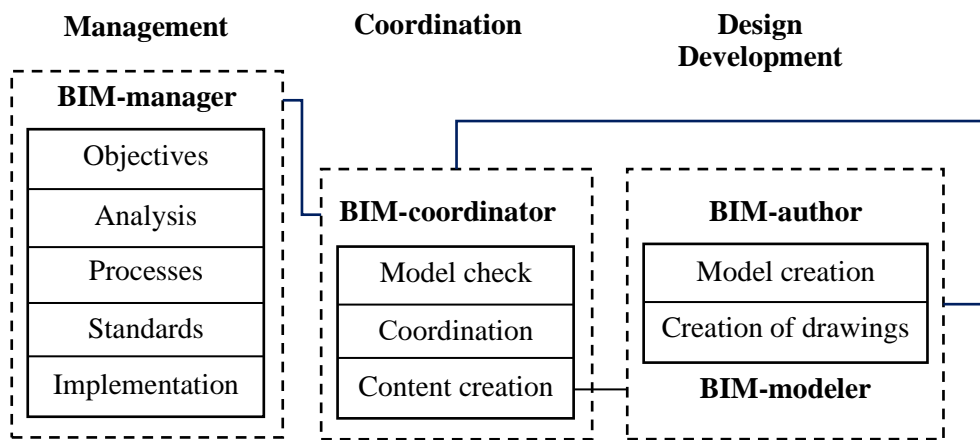 Management
Coordination
Design
Development
BIM-manager
Objectives
Analysis
Processes
Standards
Implementation
BIM-coordinator
Model check
Coordination
Content creation
BIM-author
Model creation
Creation of drawings
BIM-modeler